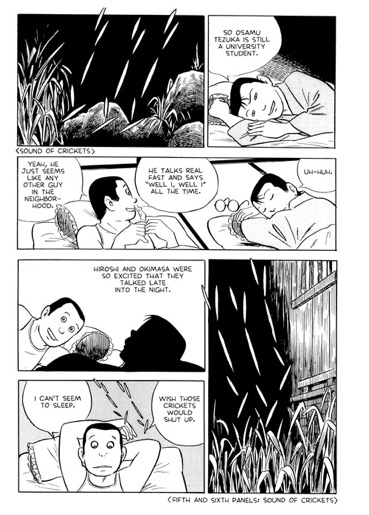 SO OSAMU
TEZUKA IS STILL
A UNIVERSITY
STUDENT.
(SOUND OF CRICKETS)
YEAH, HE
JUST SEEMS
LIKE ANY
OTHER GUY
IN THE
NEIGHBOR-
HOOD.
HE TALKS REAL
FAST AND SAYS
"WELL I, WELL I"
ALL THE TIME.
UH-HUH.
HIROSHI AND OKIMASA WERE
SO EXCITED THAT THEY
TALKED LATE
INTO THE NIGHT.
I CAN'T SEEM
TO SLEEP.
WISH THOSE
CRICKETS
WOULD
SHUT UP.
(FIFTH AND SIXTH PANELS: SOUND OF CRICKETS)